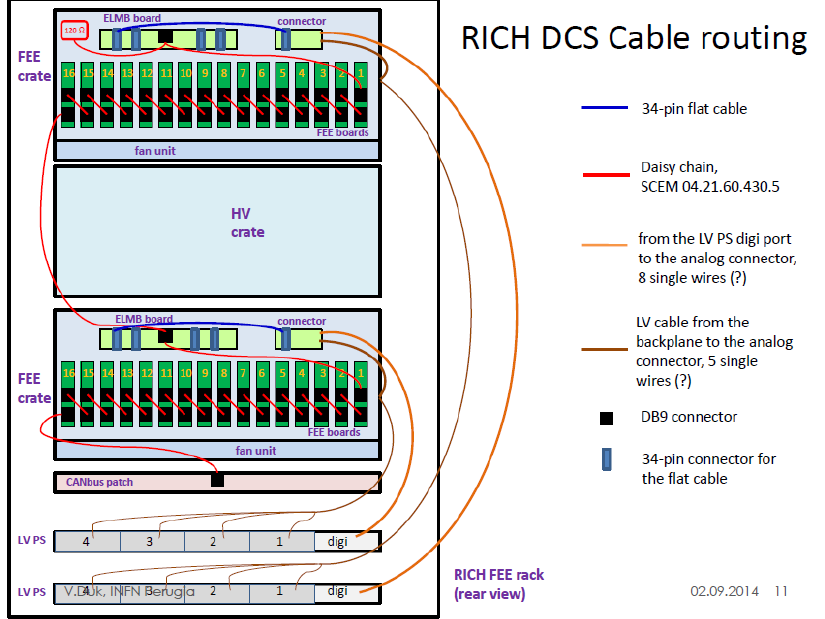 RICH DCS Cable routing
ELMB board
connector
120 Ω
FEE
crate
16 15 14 13 12 11 10 9 8 7 6 5 4 3 2 1
FEE boards
fan unit
HV
crate
ELMB board
connector
FEE
crate
16 15 14 13 12 11 10 9 8 7 6 5 4 3 2 1
FEE boards
fan unit
CANbus patch
LV PS
4 3 2 1 digi
LV PS
4 3 2 1 digi
V.Duk, INFN Perugia
34-pin flat cable
Daisy chain,
SCEM 04.21.60.430.5
from the LV PS digi port
to the analog connector,
8 single wires (?)
LV cable from the
backplane to the analog
connector, 5 single
wires (?)
DB9 connector
34-pin connector for
the flat cable
RICH FEE rack
(rear view)
02.09.2014 11